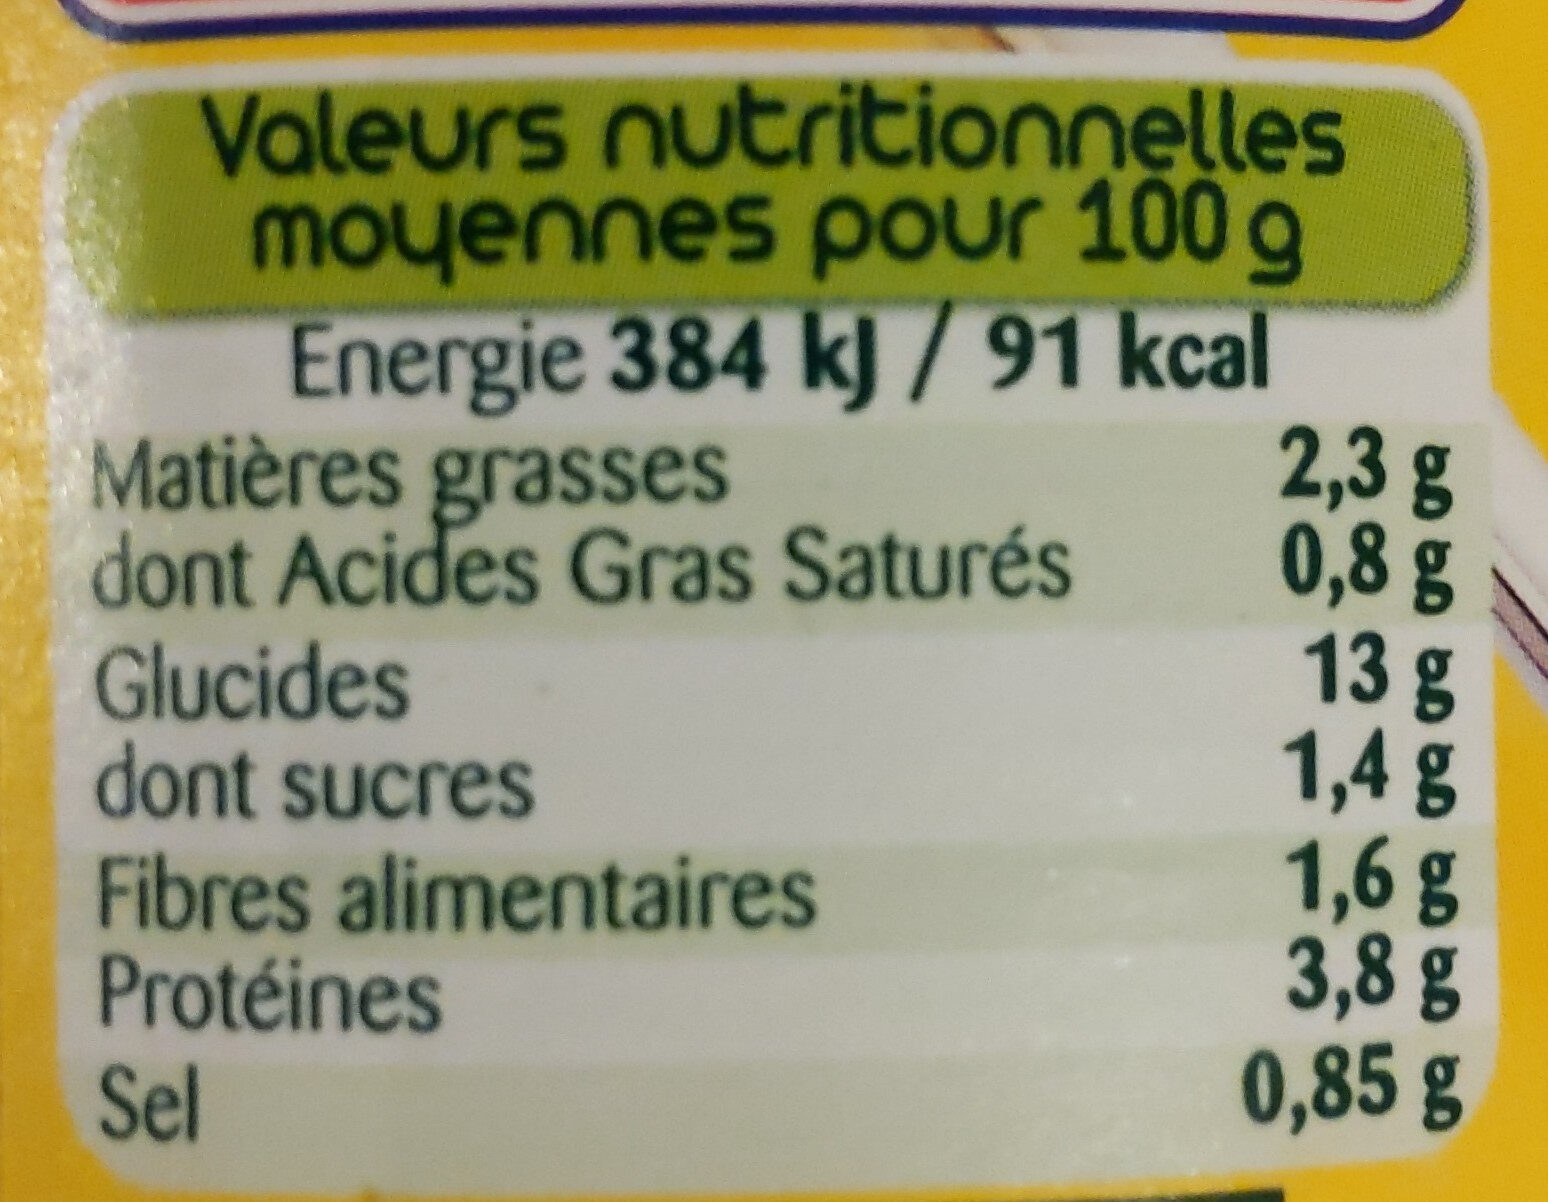 Valeurs nutritionnelles
moyennes pour 100 g
Energie 384 kJ / 91 kcal
Matières grasses 2,3 g
dont Acides Gras Saturés 0,8 g
Glucides 13 g
dont sucres 1,4 g
Fibres alimentaires 1,6 g
Protéines 3,8 g
Sel 0,85 g